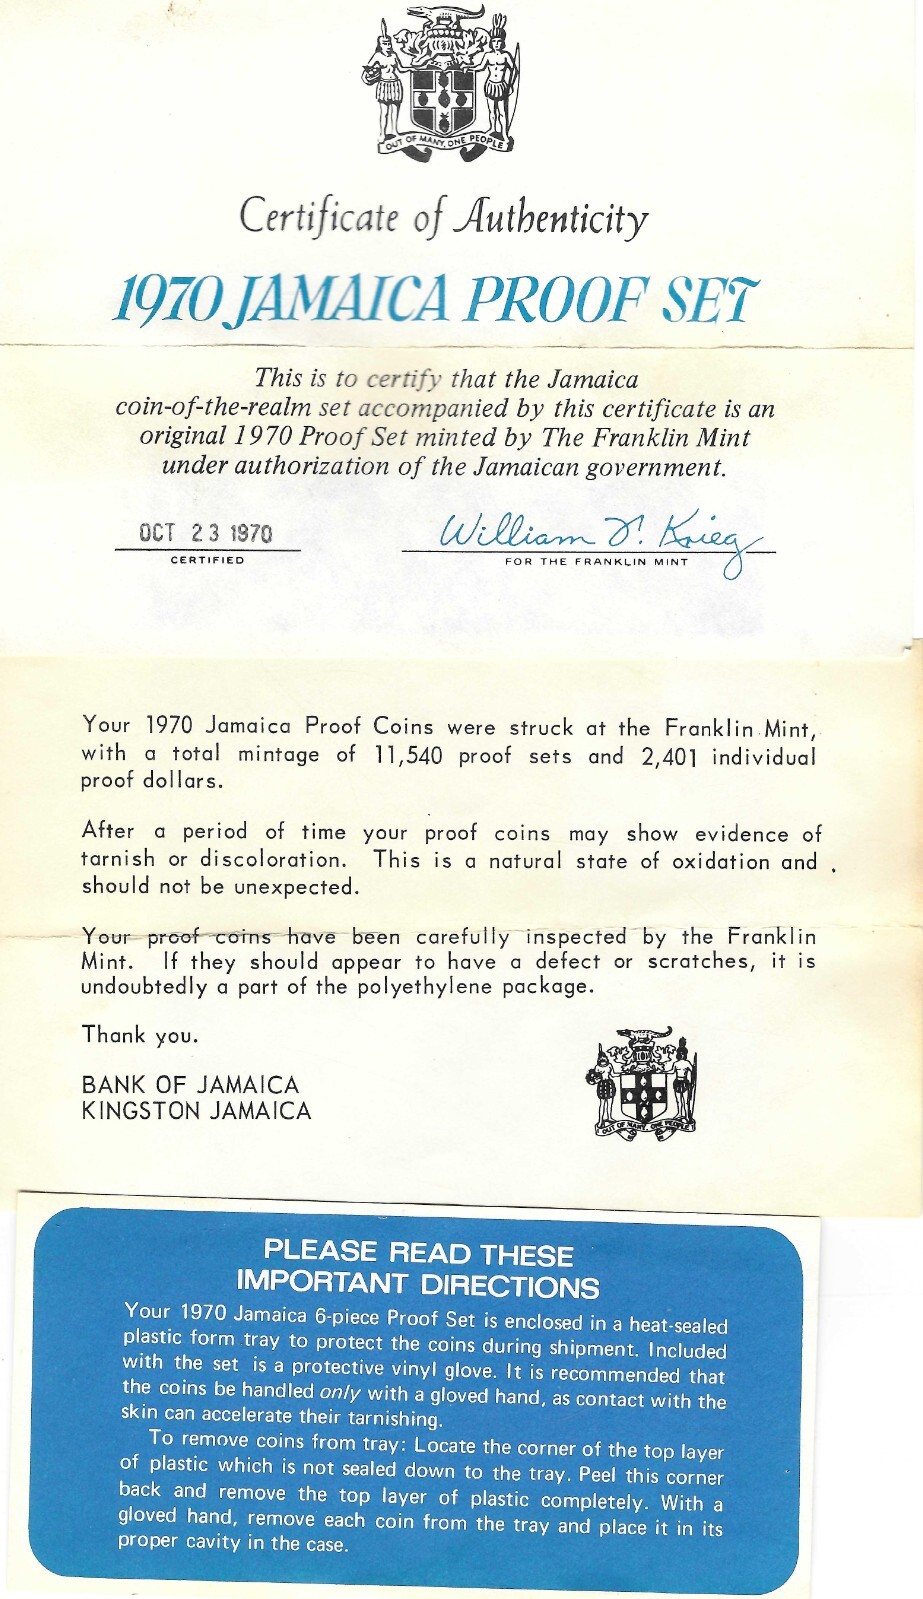 OUT OF MANY, ONE PEOPLE
Certificate of Authenticity
1970 JAMAICA PROOF SET
This is to certify that the Jamaica
coin-of-the-realm set accompanied by this certificate is an
original 1970 Proof Set minted by The Franklin Mint
under authorization of the Jamaican government.
OCT 23 1970
William T. Krieg
CERTIFIED
FOR THE FRANKLIN MINT
Your 1970 Jamaica Proof Coins were struck at the Franklin Mint,
with a total mintage of 11,540 proof sets and 2,401 individual
proof dollars.
After a period of time your proof coins may show evidence of
tarnish or discoloration. This is a natural state of oxidation and
should not be unexpected.
Your proof coins have been carefully inspected by the Franklin
Mint. If they should appear to have a defect or scratches, it is
undoubtedly a part of the polyethylene package.
Thank you.
BANK OF JAMAICA
KINGSTON JAMAICA
OUT OF MANY, ONE PEOPLE
PLEASE READ THESE
IMPORTANT DIRECTIONS
Your 1970 Jamaica 6-piece Proof Set is enclosed in a heat-sealed
plastic form tray to protect the coins during shipment. Included
with the set is a protective vinyl glove. It is recommended that
the coins be handled only with a gloved hand, as contact with the
skin can accelerate their tarnishing.
To remove coins from tray: Locate the corner of the top layer
of plastic which is not sealed down to the tray. Peel this corner
back and remove the top layer of plastic completely. With a
gloved hand, remove each coin from the tray and place it in its
proper cavity in the case.